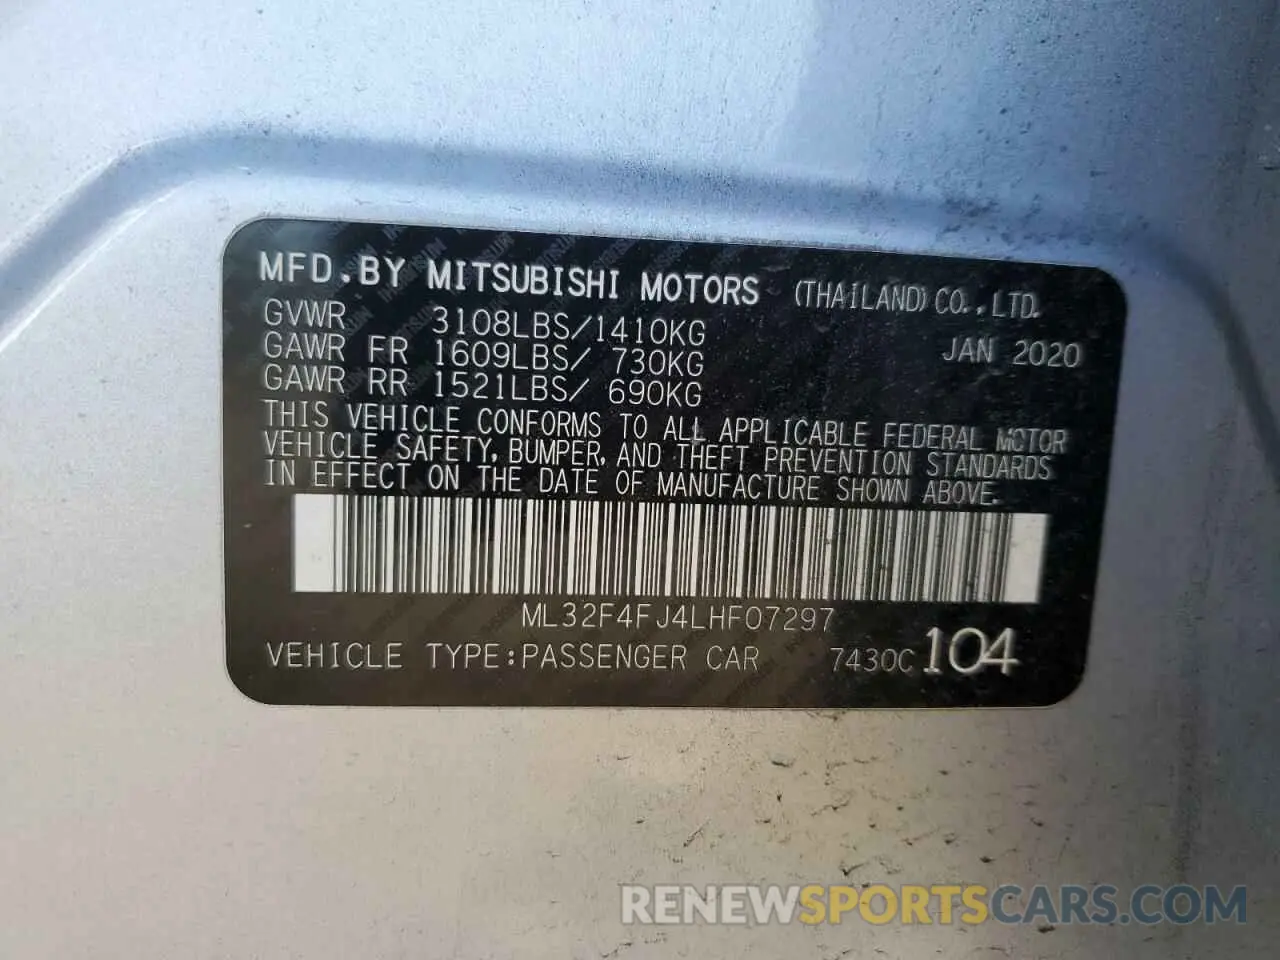 MFD.BY MITSUBISHI MOTORS (THAILAND) CO.,LTD.
GVWR 3108LBS/1410KG JAN 2020
GAWR FR 1609LBS/ 730KG
GAWR RR 1521LBS/ 690KG
THIS VEHICLE CONFORMS TO ALL APPLICABLE FEDERAL MOTOR
VEHICLE SAFETY, BUMPER, AND THEFT PREVENTION STANDARDS
IN EFFECT ON THE DATE OF MANUFACTURE SHOWN ABOVE.
ML32F4FJ4LHF07297
VEHICLE TYPE:PASSENGER CAR 7430C 104
RENEWSPORTSCARS.COM